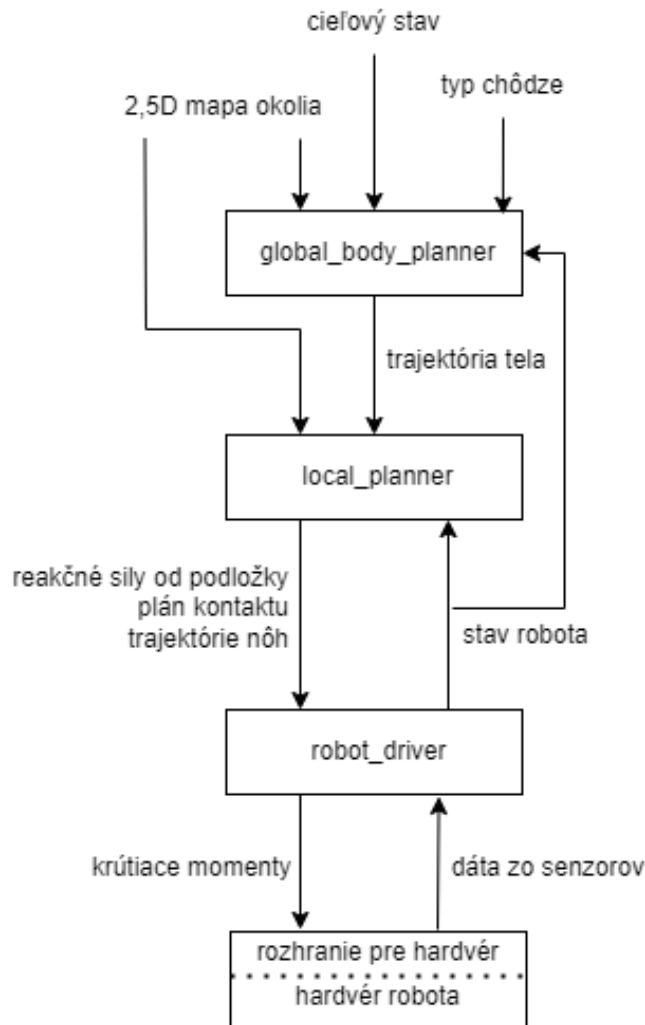 cieľový stav
typ chôdze
2,5D mapa okolia
global_body_planner
trajektória tela
local_planner
reakčné sily od podložky
plán kontaktu
trajektórie nôh
stav robota
robot_driver
krútiace momenty
dáta zo senzorov
rozhranie pre hardvér
hardvér robota